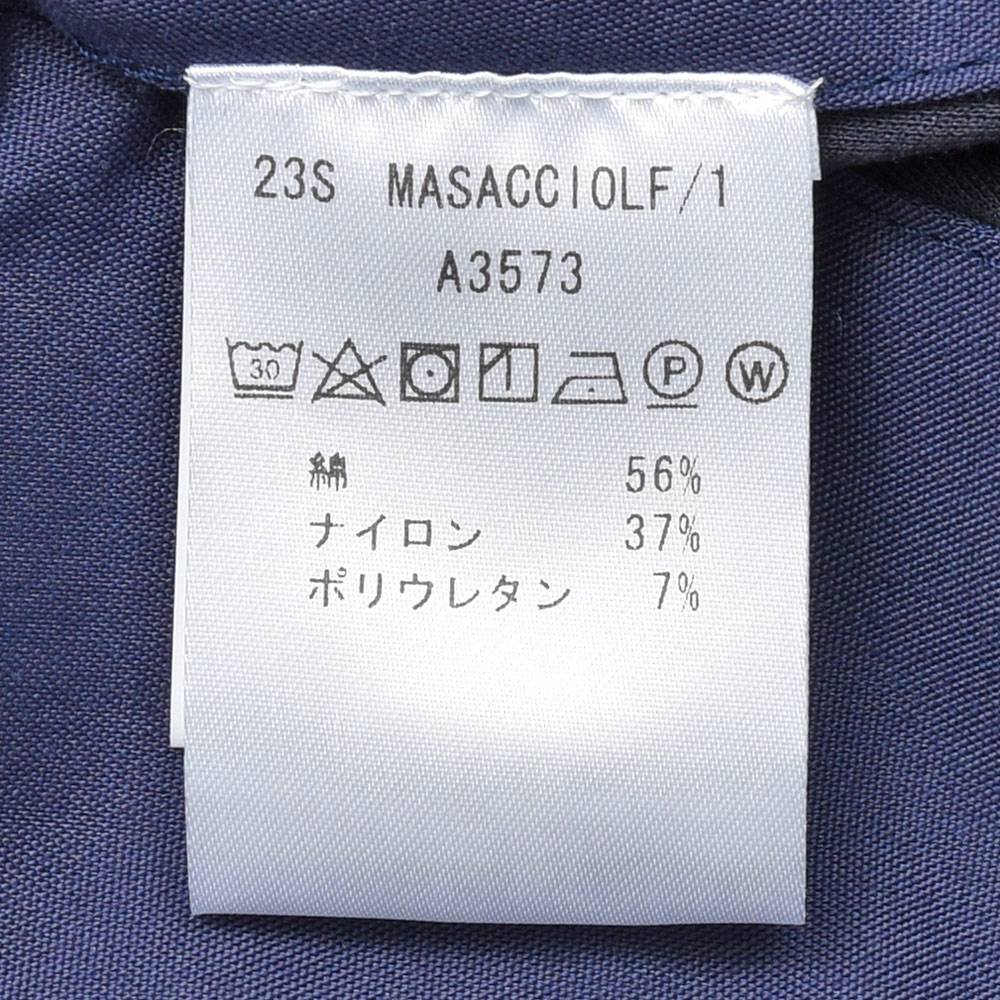 23S MASACCIOLF/1
A3573
30 P W
綿 56%
ナイロン 37%
ポリウレタン 7%